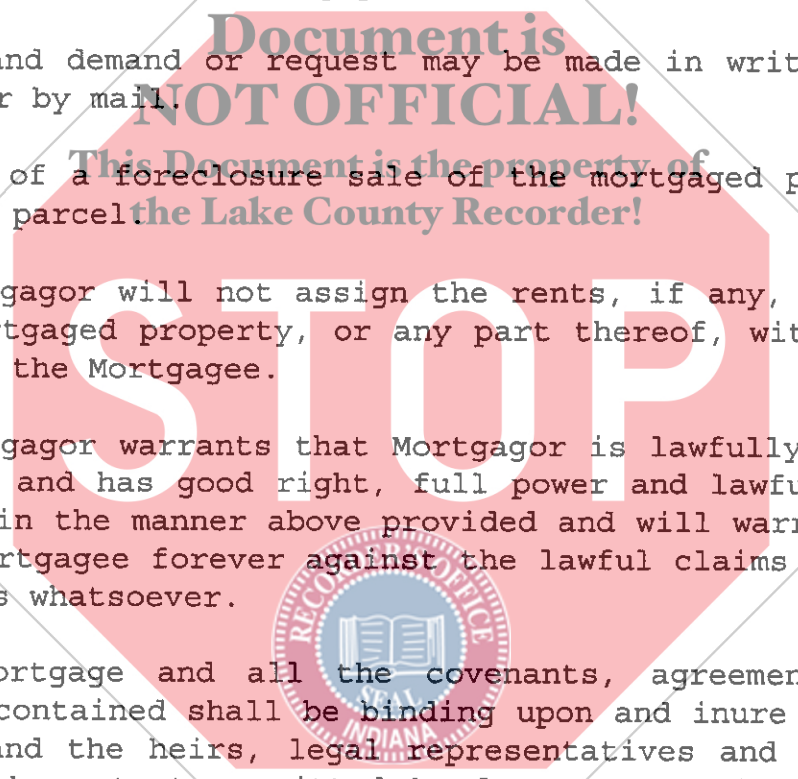 Document is
and demand or request may be made in writ
r by mail.
NOT OFFICIAL!
This Document is the property of
of a foreclosure sale of the mortgaged p
parcel.
the Lake County Recorder!
gagor will not assign the rents, if any,
rtgaged property, or any part thereof, wit
the Mortgagee.
STOP
gagor warrants that Mortgagor is lawfully
and has good right, full power and lawfu
in the manner above provided and will warr
rtgagee forever against the lawful claims
s whatsoever.
RECORDER'S OFFICE
ortgage and all the covenants, agreemen
contained shall be binding upon and inure
SEAL
INDIANA
and the heirs, legal representatives and